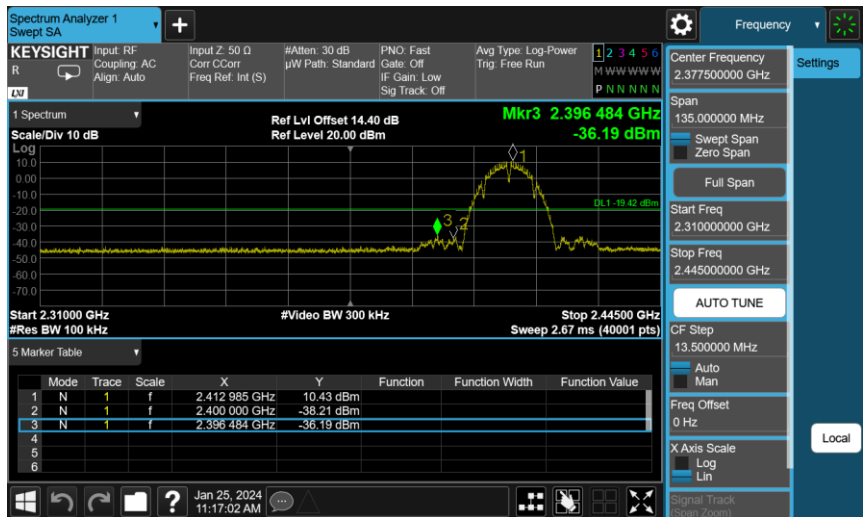 Spectrum Analyzer 1
Swept SA
+
Frequency
KEYSIGHT
R
LXI
Input: RF
Coupling: AC
Align: Auto
Input Z: 50 Ω
Corr CCorr
Freq Ref: Int (S)
#Atten: 30 dB
µW Path: Standard
PNO: Fast
Gate: Off
IF Gain: Low
Sig Track: Off
Avg Type: Log-Power
Trig: Free Run
1 2 3 4 5 6
M W W W W W
P N N N N N
1 Spectrum
Scale/Div 10 dB
Ref Lvl Offset 14.40 dB
Ref Level 20.00 dBm
Mkr3 2.396 484 GHz
-36.19 dBm
Log
10.0
0.00
-10.0
-20.0
-30.0
-40.0
-50.0
-60.0
-70.0
1
DL1 -19.42 dBm
3
2
Start 2.31000 GHz
#Res BW 100 kHz
#Video BW 300 kHz
Stop 2.44500 GHz
Sweep 2.67 ms (40001 pts)
5 Marker Table
Mode Trace Scale X Y Function Function Width Function Value
1 N 1 f 2.412 985 GHz 10.43 dBm
2 N 1 f 2.400 000 GHz -38.21 dBm
3 N 1 f 2.396 484 GHz -36.19 dBm
4
5
6
?
Jan 25, 2024
11:17:02 AM
Center Frequency
2.377500000 GHz
Span
135.000000 MHz
Swept Span
Zero Span
Full Span
Start Freq
2.310000000 GHz
Stop Freq
2.445000000 GHz
AUTO TUNE
CF Step
13.500000 MHz
Auto
Man
Freq Offset
0 Hz
X Axis Scale
Log
Lin
Signal Track
(Span Zoom)
Settings
Local